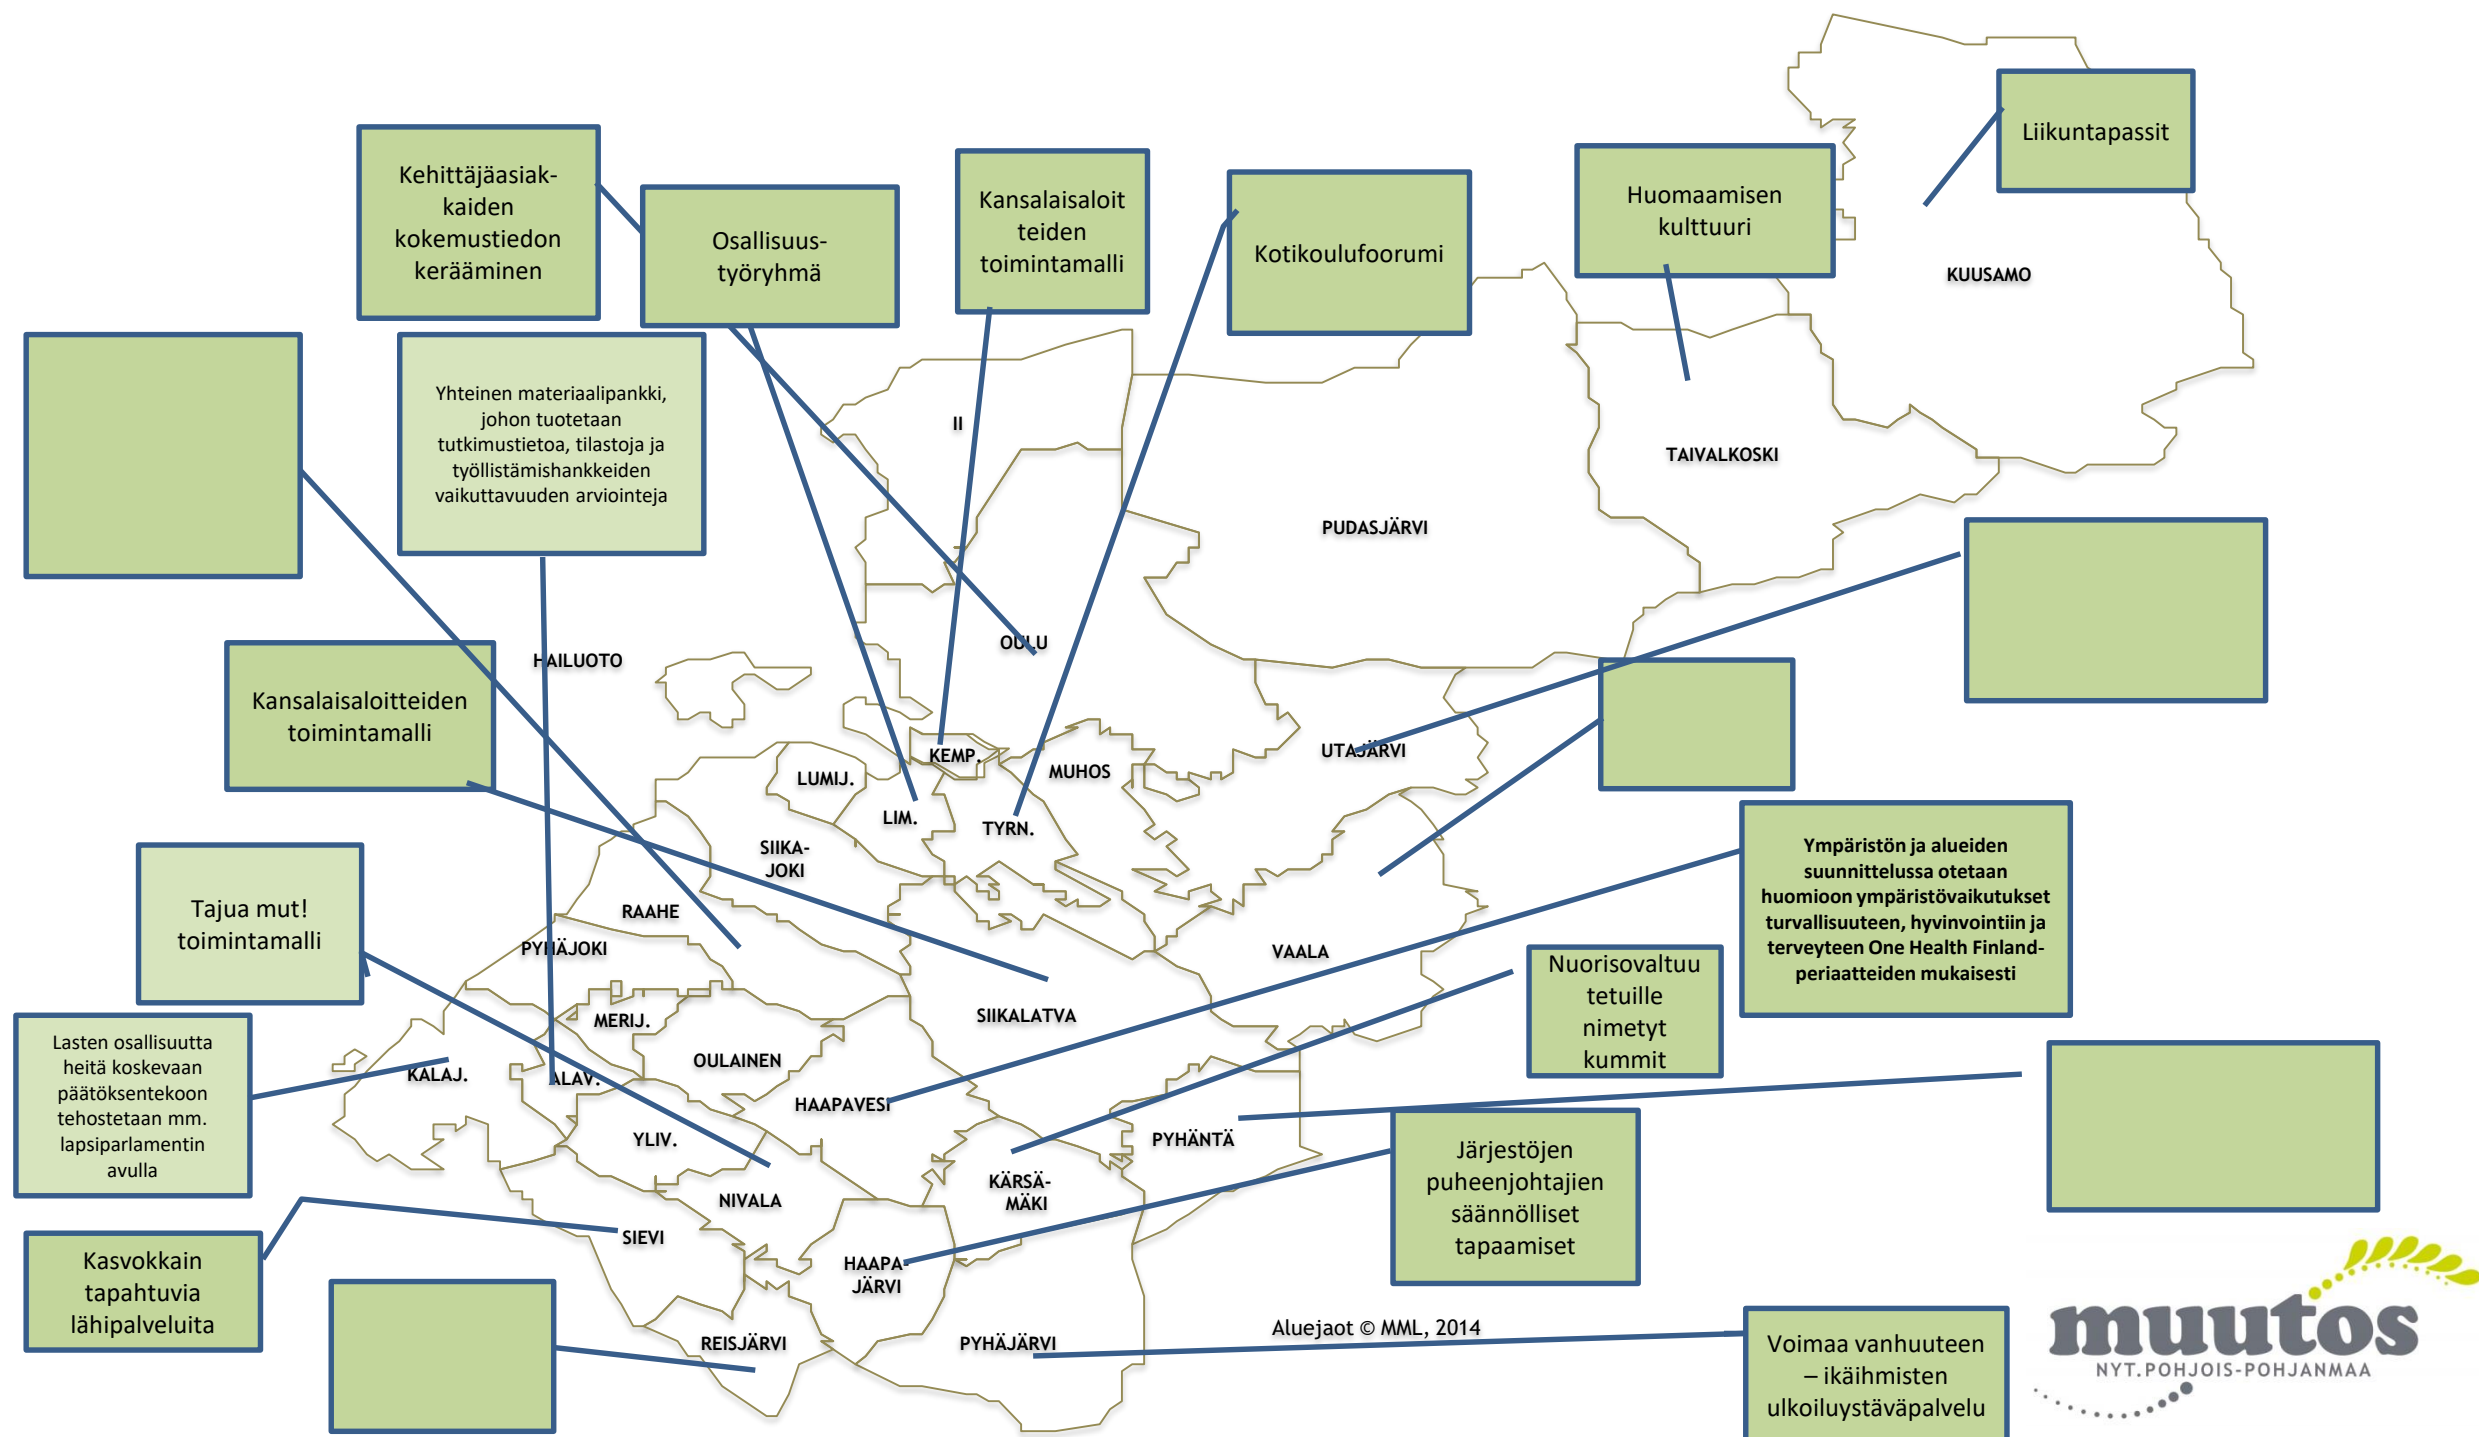 Liikuntapassit
Kehittäjäasiak-
kaiden
kokemustiedon
kerääminen
Osallisuus-
työryhmä
Kansalaisaloit
teiden
toimintamalli
Kotikoulufoorumi
Huomaamisen
kulttuuri
KUUSAMO
Yhteinen materiaalipankki,
johon tuotetaan
tutkimustietoa, tilastoja ja
työllistämishankkeiden
vaikuttavuuden arviointeja
II
TAIVALKOSKI
PUDASJÄRVI
OULU
HAILUOTO
Kansalaisaloitteiden
toimintamalli
KEMP.
LUMIJ.
MUHOS
UTAJÄRVI
LIM.
TYRN.
SIIKA-
JOKI
Ympäristön ja alueiden
suunnittelussa otetaan
huomioon ympäristövaikutukset
turvallisuuteen, hyvinvointiin ja
terveyteen One Health Finland-
periaatteiden mukaisesti
Tajua mut!
toimintamalli
RAAHE
PYHÄJOKI
VAALA
Nuorisovaltuu
tetuille
nimetyt
kummit
MERIJ.
SIIKALATVA
OULAINEN
Lasten osallisuutta
heitä koskevaan
päätöksentekoon
tehostetaan mm.
lapsiparlamentin
avulla
KALAJ.
ALAV.
HAAPAVESI
YLIV.
PYHÄNTÄ
Järjestöjen
puheenjohtajien
säännölliset
tapaamiset
KÄRSÄ-
MÄKI
NIVALA
SIEVI
Kasvokkain
tapahtuvia
lähipalveluita
HAAPA-
JÄRVI
REISJÄRVI
PYHÄJÄRVI
Aluejaot © MML, 2014
Voimaa vanhuuteen
– ikäihmisten
ulkoiluystäväpalvelu
muutos
NYT.POHJOIS-POHJANMAA